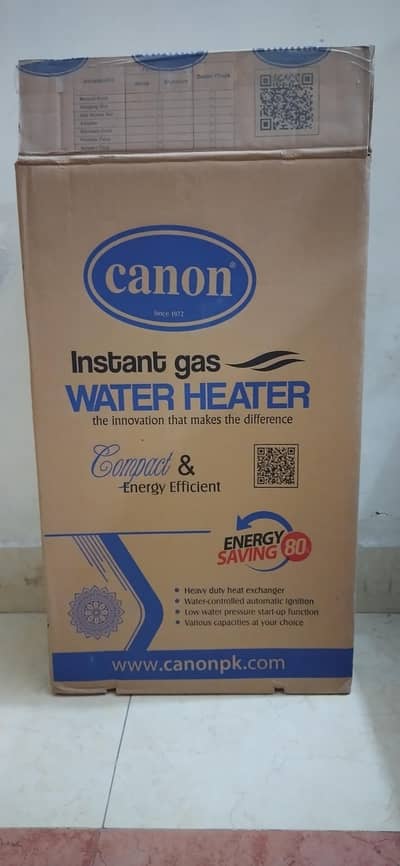 canon
Since 1972
Instant gas
WATER HEATER
the innovation that makes the difference
Compact &
Energy Efficient
ENERGY
SAVING 80
• Heavy duty heat exchanger
• Water-controlled automatic ignition
• Low water pressure start-up function
• Various capacities at your choice
www.canonpk.com